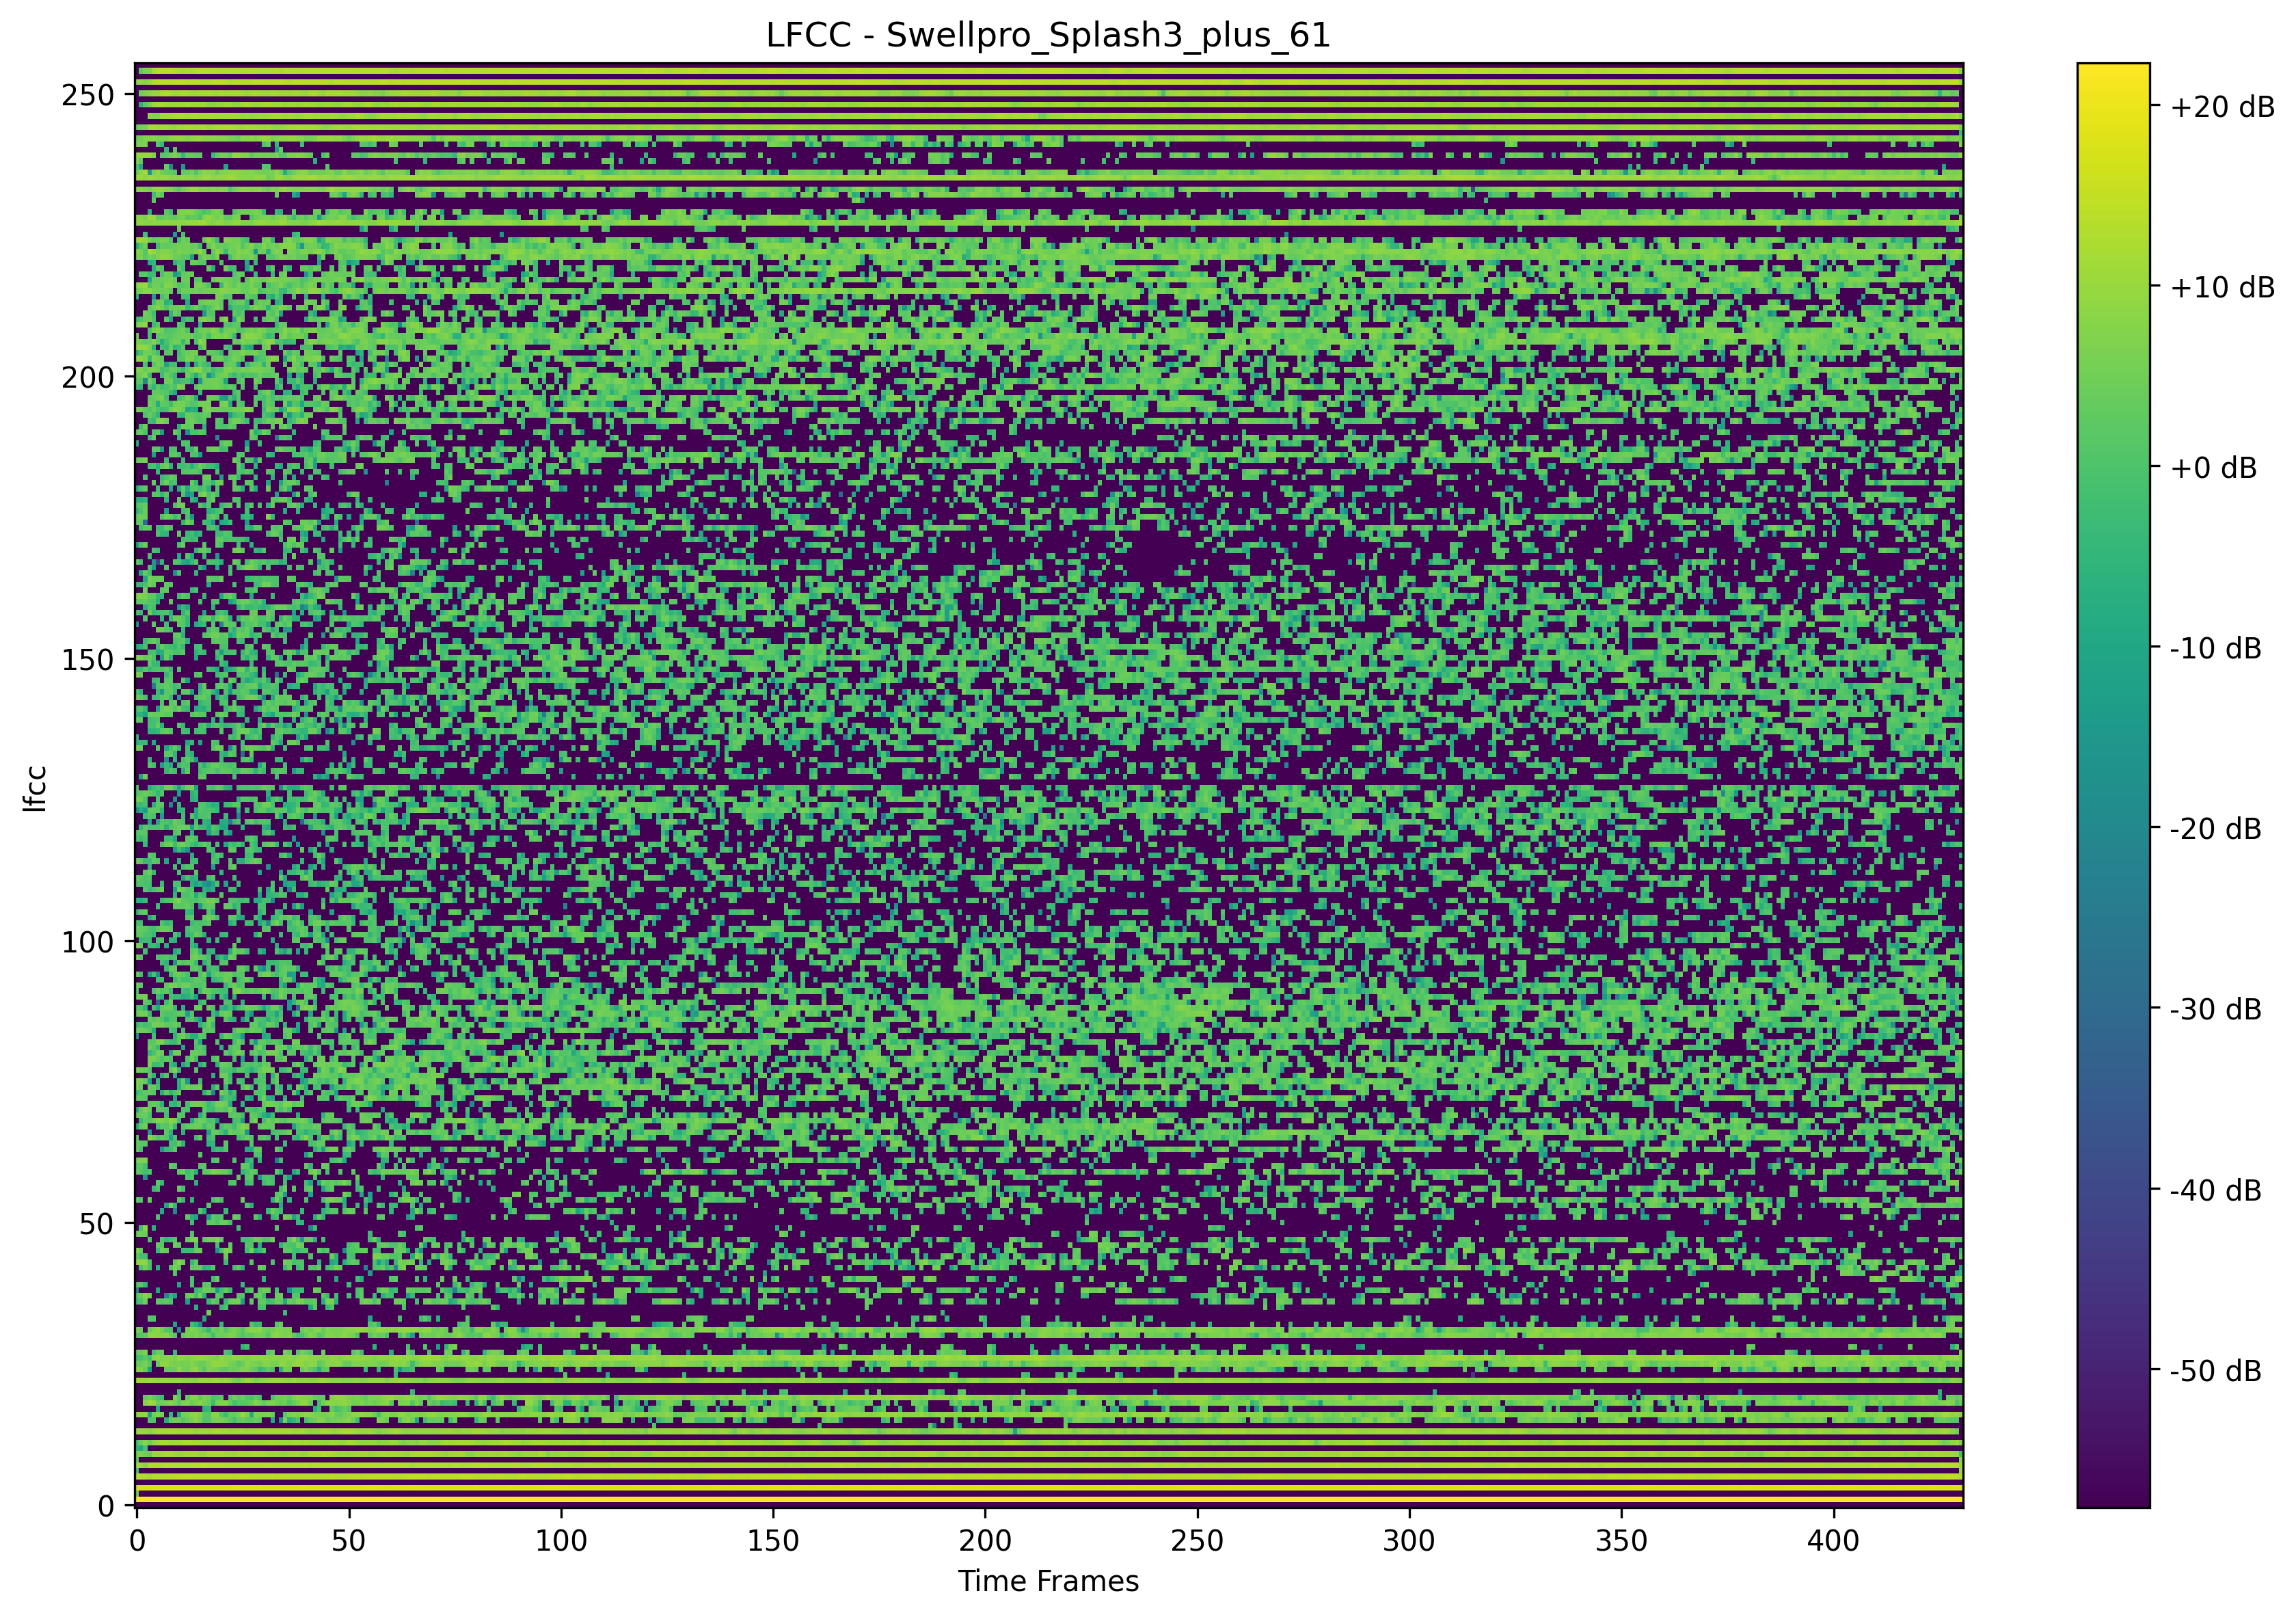 LFCC - Swellpro_Splash3_plus_61
250
200
150
100
50
0
lfcc
0 50 100 150 200 250 300 350 400
Time Frames
+20 dB
+10 dB
+0 dB
-10 dB
-20 dB
-30 dB
-40 dB
-50 dB